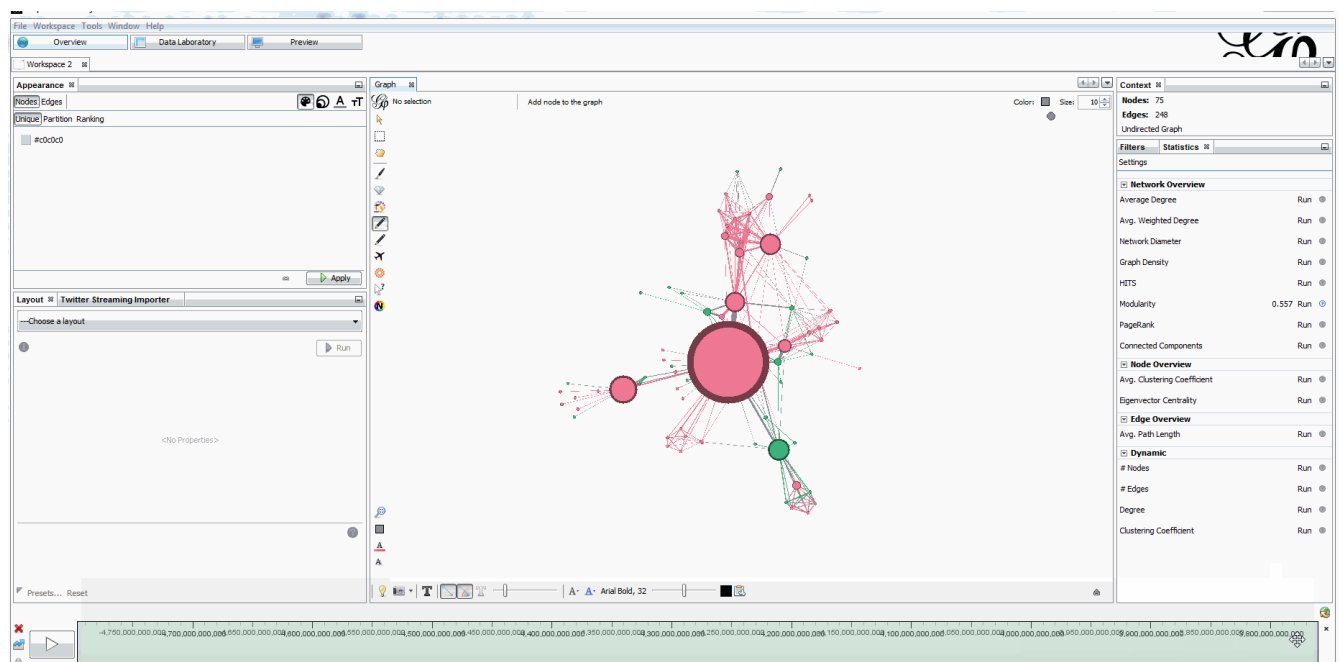 File Workspace Tools Window Help
Overview Data Laboratory Preview
Workspace 2
Appearance
Nodes Edges
Unique Partition Ranking
#c0c0c0
Apply
Layout Twitter Streaming Importer
---Choose a layout
Run
<No Properties>
Presets... Reset
Graph
No selection Add node to the graph Color: Size: 10
Arial Bold, 32
Context
Nodes: 75
Edges: 248
Undirected Graph
Filters Statistics
Settings
Network Overview
Average Degree Run
Avg. Weighted Degree Run
Network Diameter Run
Graph Density Run
HITS Run
Modularity 0.557 Run
PageRank Run
Connected Components Run
Node Overview
Avg. Clustering Coefficient Run
Eigenvector Centrality Run
Edge Overview
Avg. Path Length Run
Dynamic
# Nodes Run
# Edges Run
Degree Run
Clustering Coefficient Run